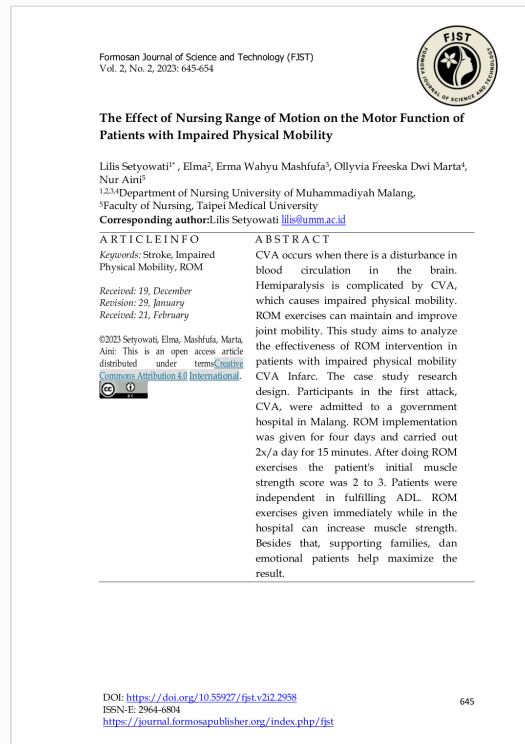 Formosan Journal of Science and Technology (FJST)
Vol. 2, No. 2, 2023: 645-654
FJST
FORMOSA JOURNAL OF SCIENCE AND TECHNOLOGY
The Effect of Nursing Range of Motion on the Motor Function of
Patients with Impaired Physical Mobility
Lilis Setyowati1* , Elma2, Erma Wahyu Mashfufa3, Ollyvia Freeska Dwi Marta4,
Nur Aini5
1,2,3,4Department of Nursing University of Muhammadiyah Malang,
5Faculty of Nursing, Taipei Medical University
Corresponding author:Lilis Setyowati lilis@umm.ac.id
A R T I C L E I N F O
Keywords: Stroke, Impaired
Physical Mobility, ROM
Received: 19, December
Revision: 29, January
Received: 21, February
©2023 Setyowati, Elma, Mashfufa, Marta,
Aini: This is an open access article
distributed under termsCreative
Commons Attribution 4.0 International.
cc
BY
A B S T R A C T
CVA occurs when there is a disturbance in
blood circulation in the brain.
Hemiparalysis is complicated by CVA,
which causes impaired physical mobility.
ROM exercises can maintain and improve
joint mobility. This study aims to analyze
the effectiveness of ROM intervention in
patients with impaired physical mobility
CVA Infarc. The case study research
design. Participants in the first attack,
CVA, were admitted to a government
hospital in Malang. ROM implementation
was given for four days and carried out
2x/a day for 15 minutes. After doing ROM
exercises the patient's initial muscle
strength score was 2 to 3. Patients were
independent in fulfilling ADL. ROM
exercises given immediately while in the
hospital can increase muscle strength.
Besides that, supporting families, dan
emotional patients help maximize the
result.
DOI: https://doi.org/10.55927/fjst.v2i2.2958
ISSN-E: 2964-6804
https://journal.formosapublisher.org/index.php/fjst
645